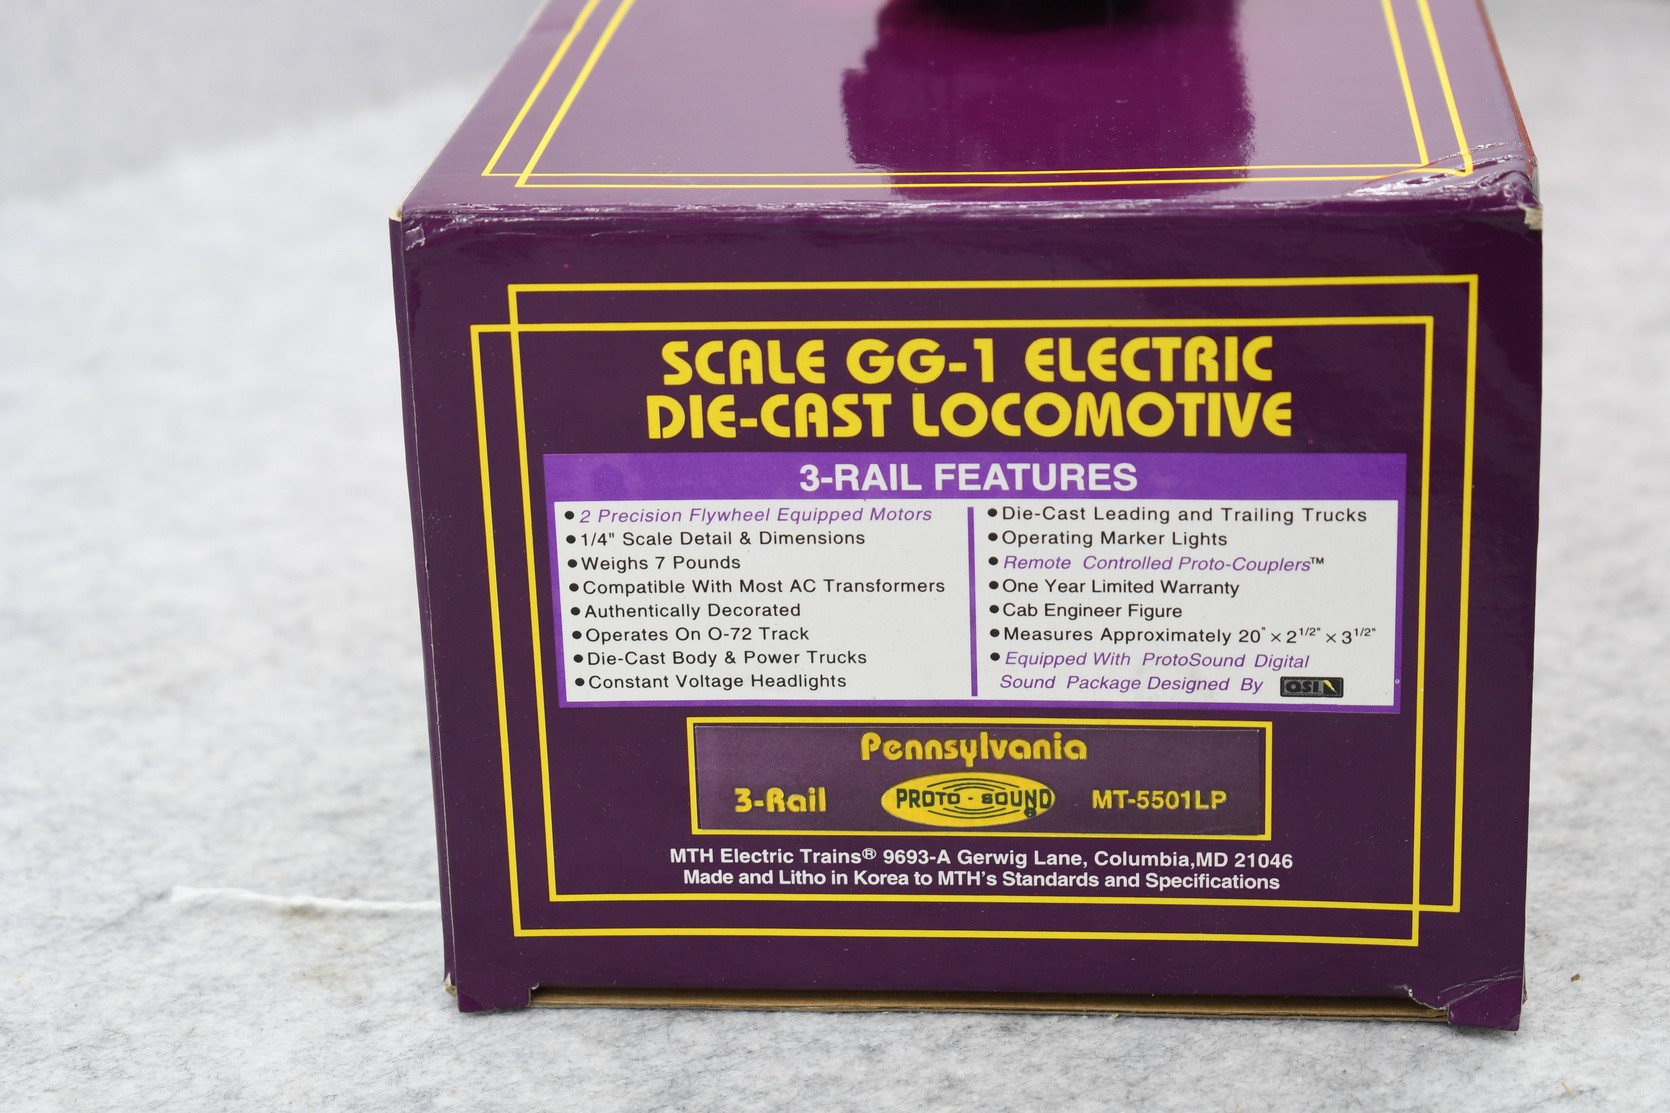 SCALE GG-1 ELECTRIC
DIE-CAST LOCOMOTIVE
3-RAIL FEATURES
• 2 Precision Flywheel Equipped Motors
• 1/4" Scale Detail & Dimensions
• Weighs 7 Pounds
• Compatible With Most AC Transformers
• Authentically Decorated
• Operates On O-72 Track
• Die-Cast Body & Power Trucks
• Constant Voltage Headlights
• Die-Cast Leading and Trailing Trucks
• Operating Marker Lights
• Remote Controlled Proto-Couplers™
• One Year Limited Warranty
• Cab Engineer Figure
• Measures Approximately 20" × 2 1/2" × 3 1/2"
• Equipped With ProtoSound Digital
Sound Package Designed By QSI
Pennsylvania
3-Rail PROTO-SOUND® MT-5501LP
MTH Electric Trains® 9693-A Gerwig Lane, Columbia,MD 21046
Made and Litho in Korea to MTH's Standards and Specifications